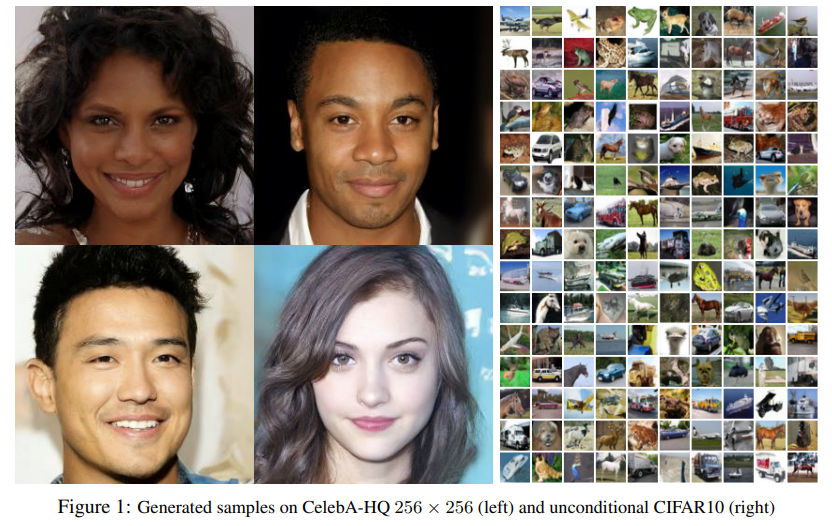 Figure 1: Generated samples on CelebA-HQ 256 × 256 (left) and unconditional CIFAR10 (right)